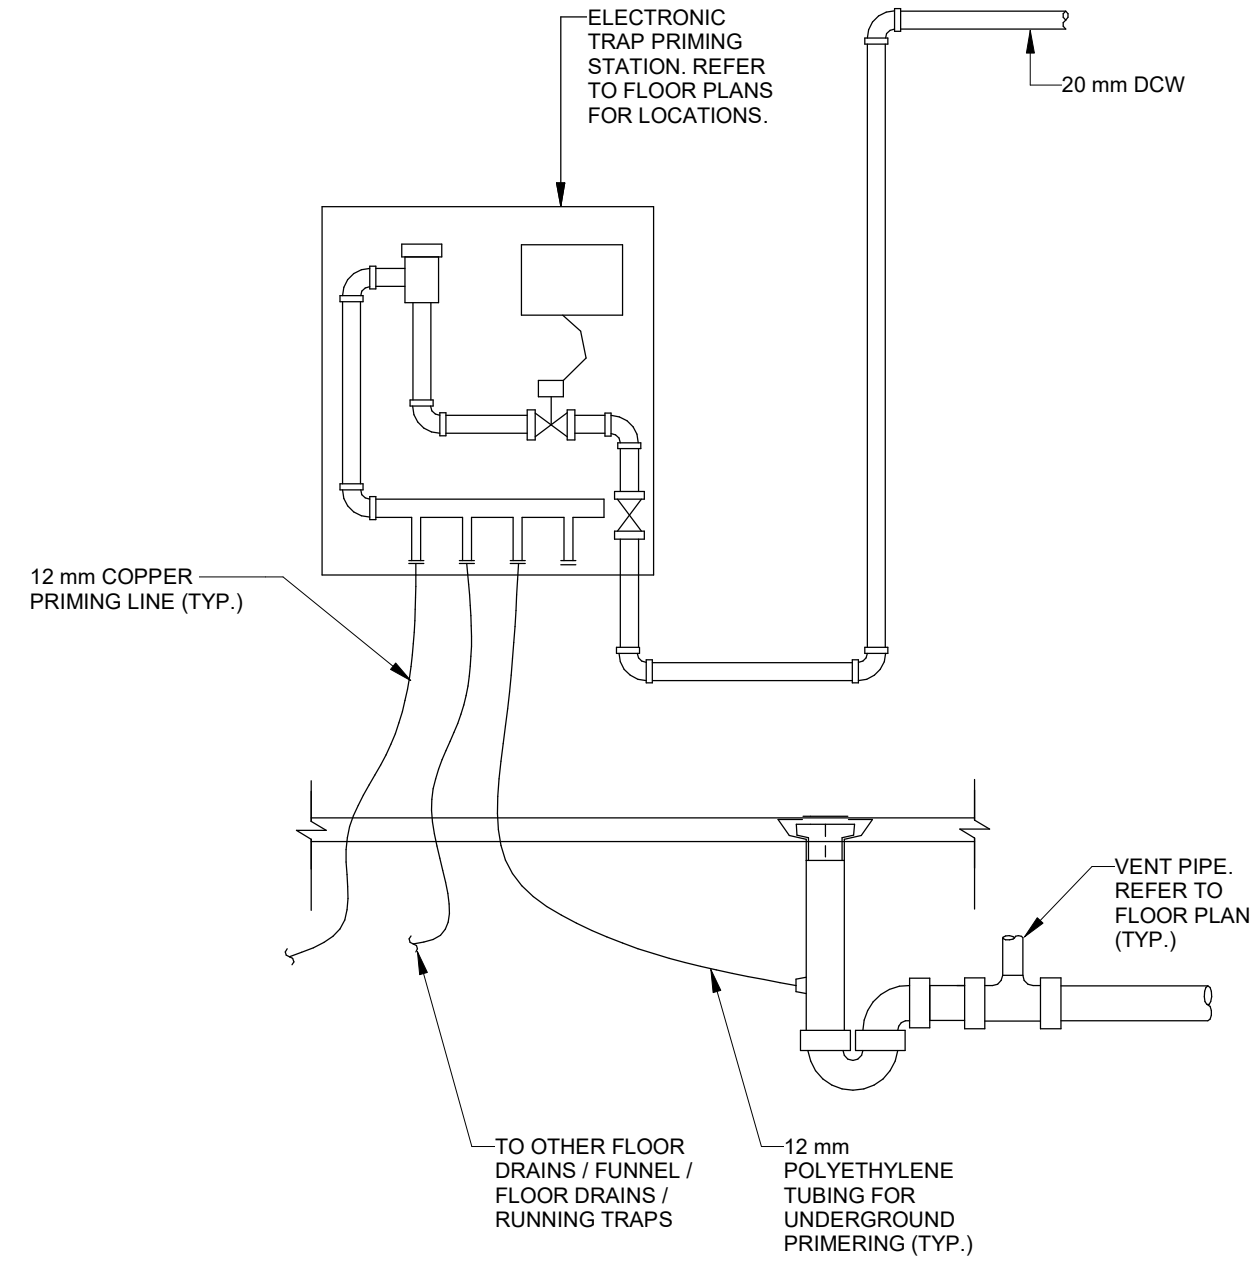 ELECTRONIC
TRAP PRIMING
STATION. REFER
TO FLOOR PLANS
FOR LOCATIONS.
20 mm DCW
12 mm COPPER
PRIMING LINE (TYP.)
VENT PIPE.
REFER TO
FLOOR PLAN
(TYP.)
TO OTHER FLOOR
DRAINS / FUNNEL /
FLOOR DRAINS /
RUNNING TRAPS
12 mm
POLYETHYLENE
TUBING FOR
UNDERGROUND
PRIMERING (TYP.)